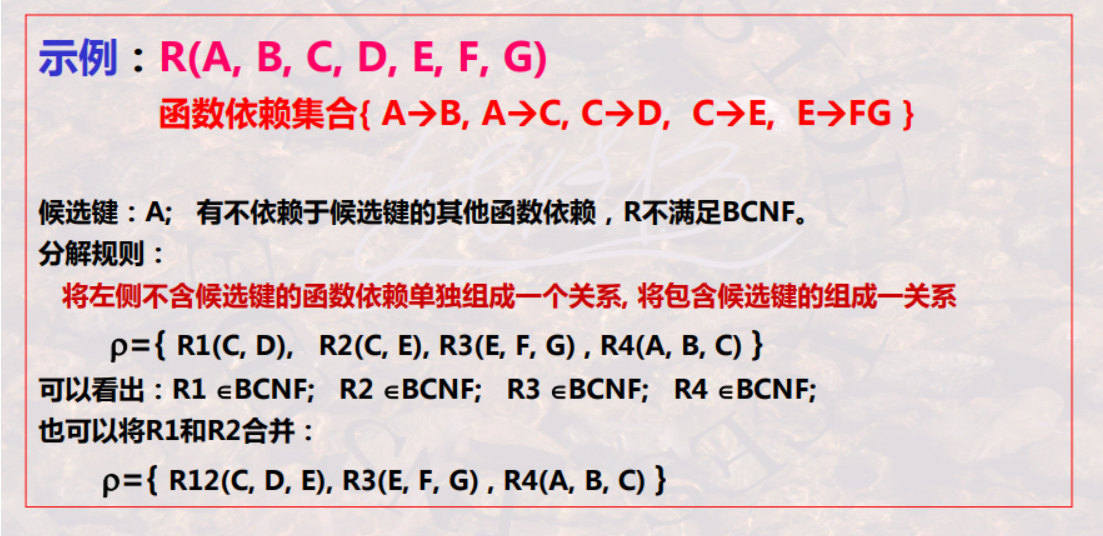 示例：R(A, B, C, D, E, F, G)
函数依赖集合{ A→B, A→C, C→D, C→E, E→FG }
候选键：A; 有不依赖于候选键的其他函数依赖，R不满足BCNF。
分解规则：
将左侧不含候选键的函数依赖单独组成一个关系, 将包含候选键的组成一关系
ρ={ R1(C, D), R2(C, E), R3(E, F, G) , R4(A, B, C) }
可以看出：R1 ∈BCNF; R2 ∈BCNF; R3 ∈BCNF; R4 ∈BCNF;
也可以将R1和R2合并：
ρ={ R12(C, D, E), R3(E, F, G) , R4(A, B, C) }